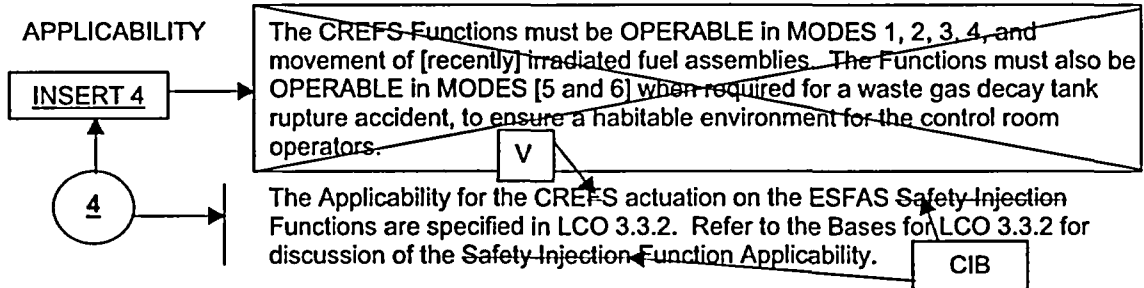 APPLICABILITY
The CREFS Functions must be OPERABLE in MODES 1, 2, 3, 4, and
movement of [recently] irradiated fuel assemblies. The Functions must also be
INSERT 4
OPERABLE in MODES [5 and 6] when required for a waste gas decay tank
rupture accident, to ensure a habitable environment for the control room
operators.
V
4
The Applicability for the CREFS actuation on the ESFAS Safety Injection
Functions are specified in LCO 3.3.2. Refer to the Bases for LCO 3.3.2 for
discussion of the Safety Injection Function Applicability.
CIB